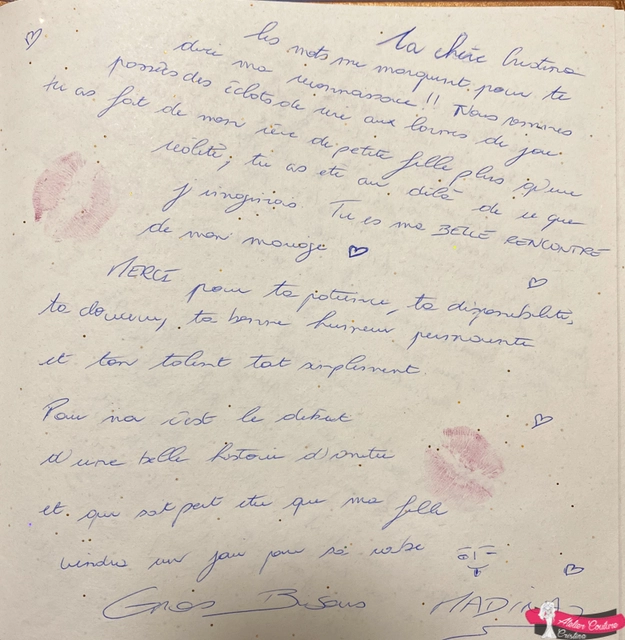 Ma chère Cristina
les mots me manquent pour te
dire ma reconnaissance !! Nous sommes
passées des éclats de rire aux larmes de joie.
tu as fait de mon rêve de petite fille plus qu'une
réalité, tu as été au delà de ce que
j'imaginais Tu es ma BELLE RENCONTRE
de mon mariage
MERCI pour ta patience, ta disponibilité,
ta douceur, ta bonne humeur permanente
et ton talent tout simplement.
Pour moi c'est le début
d'une belle histoire d'amitié
et qui sait peut être que ma fille
viendra un jour pour sa robe
Gros Bisous MADINA
Atelier Couture
Cristina